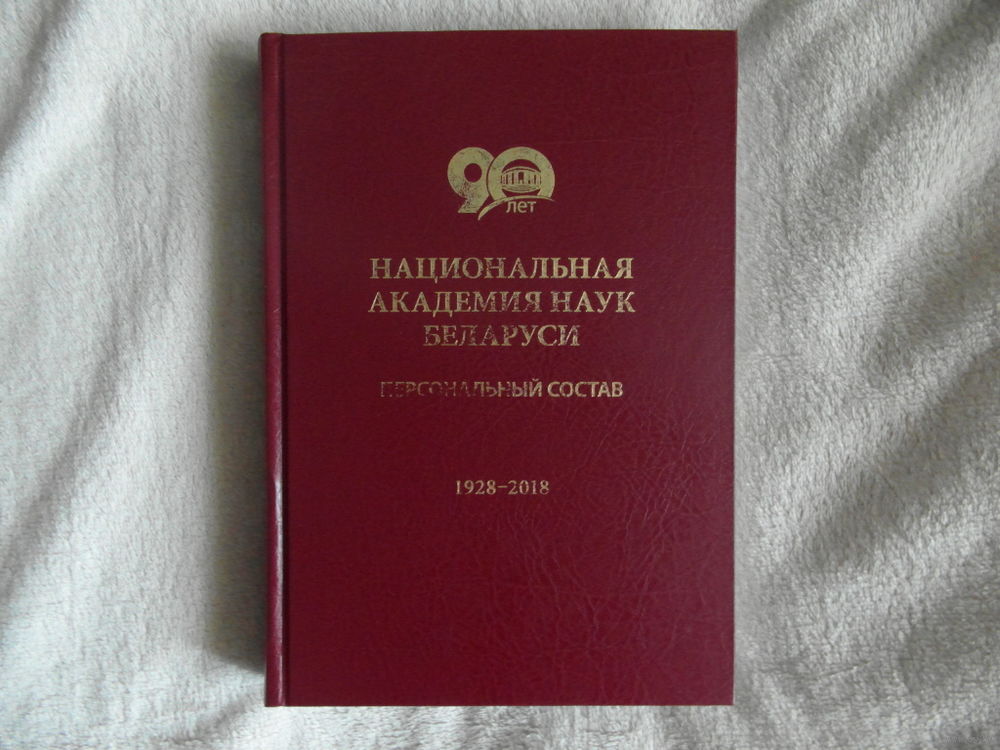 90
лет
НАЦИОНАЛЬНАЯ
АКАДЕМИЯ НАУК
БЕЛАРУСИ
ПЕРСОНАЛЬНЫЙ СОСТАВ
1928–2018